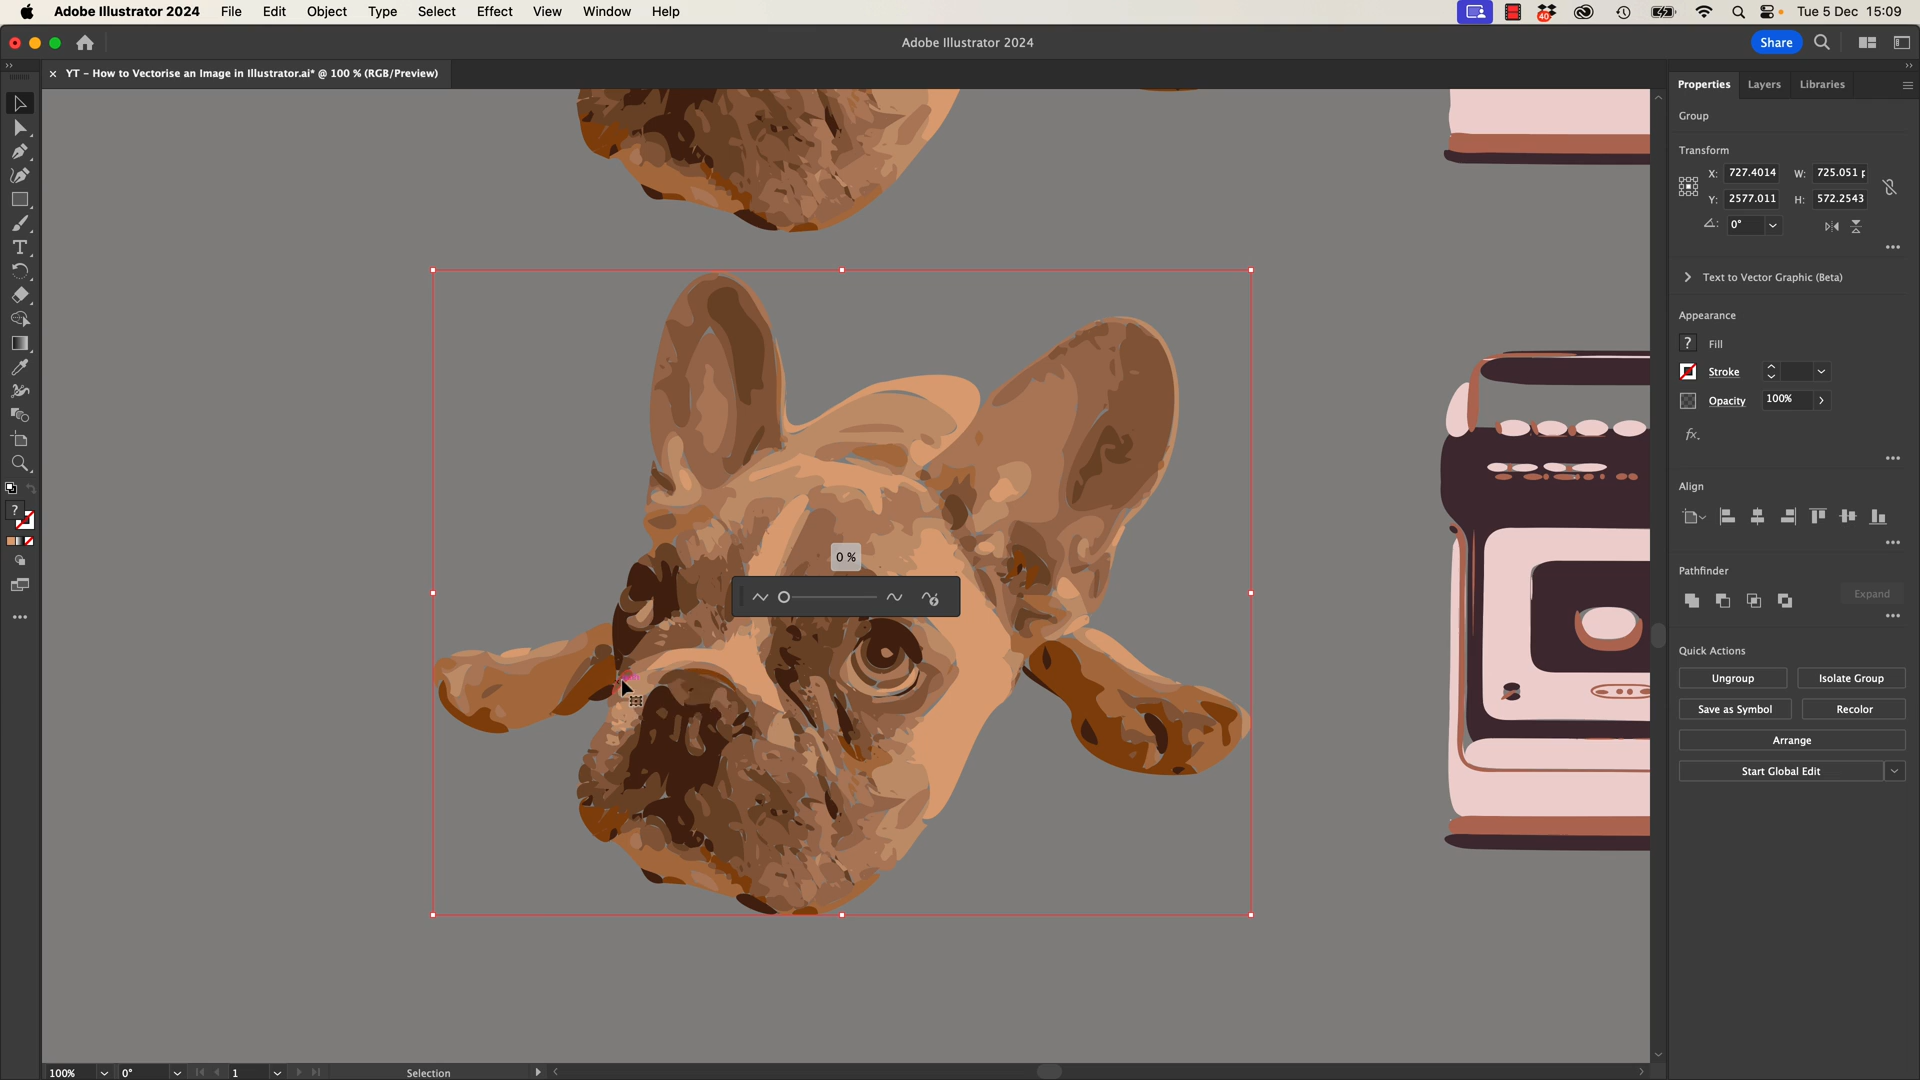 Adobe Illustrator 2024 File Edit Object Type Select Effect View Window Help
40
Tue 5 Dec 15:09
Adobe Illustrator 2024
Share
YT – How to Vectorise an Image in Illustrator.ai* @ 100 % (RGB/Preview)
Properties Layers Libraries
Group
Transform
X: 727.4014 W: 725.051 p
Y: 2577.011 H: 572.2543
0°
Text to Vector Graphic (Beta)
Appearance
? Fill
Stroke
Opacity 100%
fx.
Align
Pathfinder
Expand
Quick Actions
Ungroup Isolate Group
Save as Symbol Recolor
Arrange
Start Global Edit
T
?
0 %
100% 0° 1 Selection